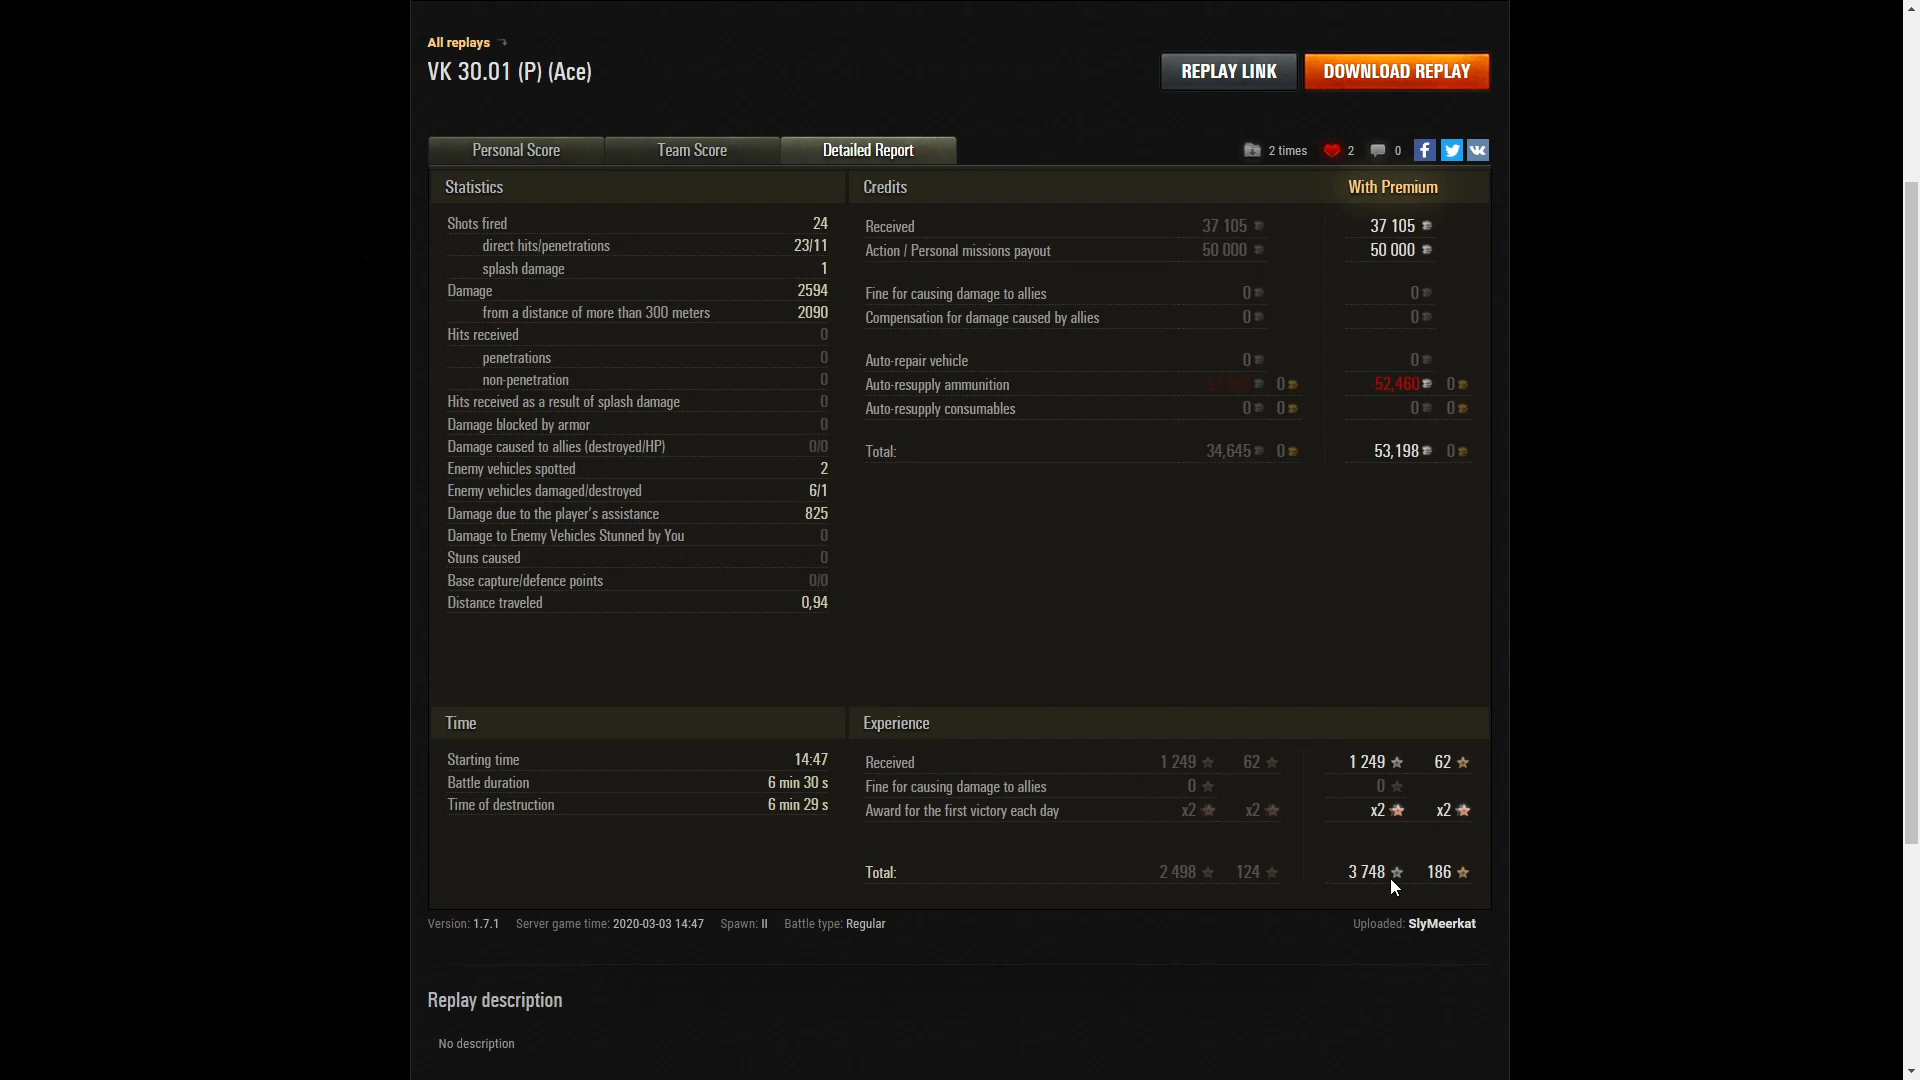 All replays
VK 30.01 (P) (Ace)
REPLAY LINK DOWNLOAD REPLAY
Personal Score Team Score Detailed Report 2 times 2 0
Statistics
Shots fired 24
direct hits/penetrations 23/11
splash damage 1
Damage 2594
from a distance of more than 300 meters 2090
Hits received 0
penetrations 0
non-penetration 0
Hits received as a result of splash damage 0
Damage blocked by armor 0
Damage caused to allies (destroyed/HP) 0/0
Enemy vehicles spotted 2
Enemy vehicles damaged/destroyed 6/1
Damage due to the player's assistance 825
Damage to Enemy Vehicles Stunned by You 0
Stuns caused 0
Base capture/defence points 0/0
Distance traveled 0,94
Credits With Premium
Received 37 105 37 105
Action / Personal missions payout 50 000 50 000
Fine for causing damage to allies 0 0
Compensation for damage caused by allies 0 0
Auto-repair vehicle 0 0
Auto-resupply ammunition 0 -52,460 0
Auto-resupply consumables 0 0 0 0
Total: 34,645 0 53,198 0
Time
Starting time 14:47
Battle duration 6 min 30 s
Time of destruction 6 min 29 s
Experience
Received 1 249 62 1 249 62
Fine for causing damage to allies 0 0
Award for the first victory each day x2 x2 x2 x2
Total: 2 498 124 3 748 186
Version: 1.7.1 Server game time: 2020-03-03 14:47 Spawn: II Battle type: Regular Uploaded: SlyMeerkat
Replay description
No description